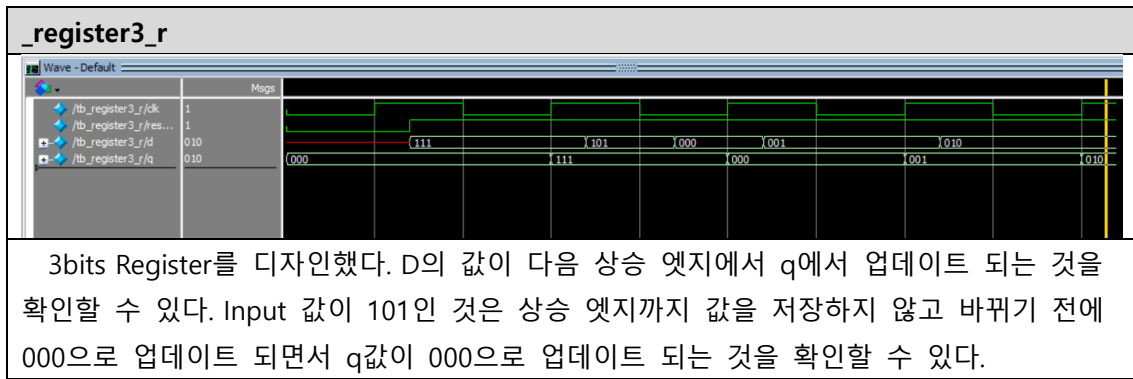 _register3_r
Wave - Default
Msgs
/tb_register3_r/clk 1
/tb_register3_r/res... 1
/tb_register3_r/d 010 111 101 000 001 010
/tb_register3_r/q 010 000 111 000 001 010
3bits Register를 디자인했다. D의 값이 다음 상승 엣지에서 q에서 업데이트 되는 것을
확인할 수 있다. Input 값이 101인 것은 상승 엣지까지 값을 저장하지 않고 바뀌기 전에
000으로 업데이트 되면서 q값이 000으로 업데이트 되는 것을 확인할 수 있다.